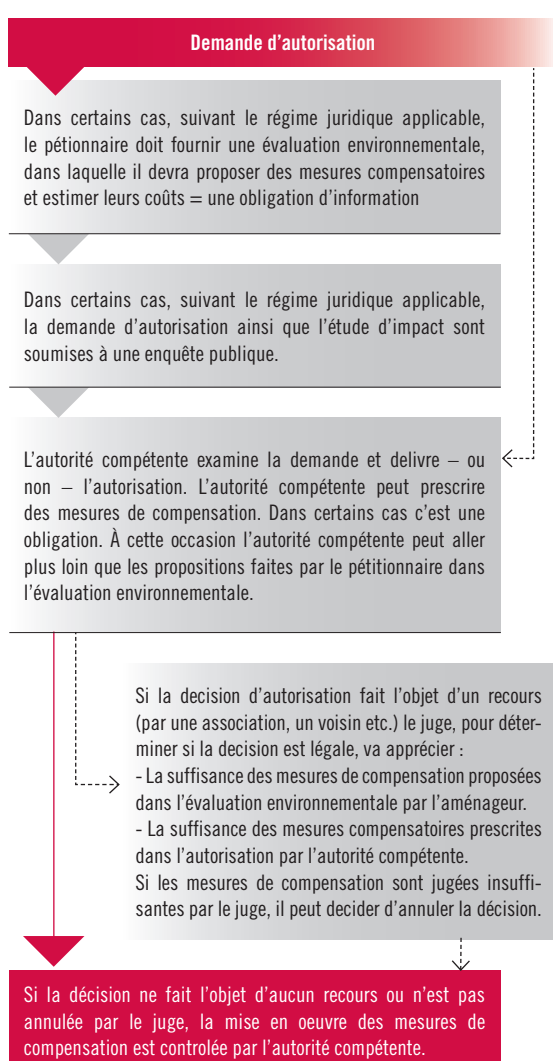 Demande d'autorisation
Dans certains cas, suivant le régime juridique applicable,
le pétionnaire doit fournir une évaluation environnementale,
dans laquelle il devra proposer des mesures compensatoires
et estimer leurs coûts = une obligation d'information
Dans certains cas, suivant le régime juridique applicable,
la demande d'autorisation ainsi que l'étude d'impact sont
soumises à une enquête publique.
L'autorité compétente examine la demande et delivre – ou
non – l'autorisation. L'autorité compétente peut prescrire
des mesures de compensation. Dans certains cas c'est une
obligation. À cette occasion l'autorité compétente peut aller
plus loin que les propositions faites par le pétitionnaire dans
l'évaluation environnementale.
Si la decision d'autorisation fait l'objet d'un recours
(par une association, un voisin etc.) le juge, pour déter-
miner si la decision est légale, va apprécier :
- La suffisance des mesures de compensation proposées
dans l'évaluation environnementale par l'aménageur.
- La suffisance des mesures compensatoires prescrites
dans l'autorisation par l'autorité compétente.
Si les mesures de compensation sont jugées insuffi-
santes par le juge, il peut decider d'annuler la décision.
Si la décision ne fait l'objet d'aucun recours ou n'est pas
annulée par le juge, la mise en oeuvre des mesures de
compensation est controlée par l'autorité compétente.